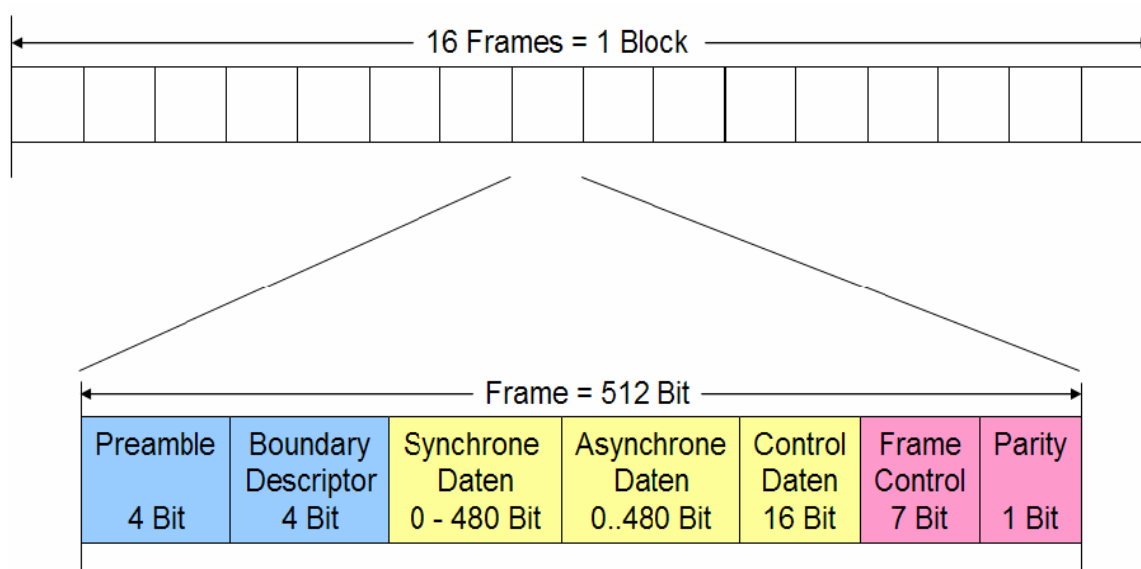 16 Frames = 1 Block
Frame = 512 Bit
Preamble
4 Bit
Boundary
Descriptor
4 Bit
Synchrone
Daten
0 - 480 Bit
Asynchrone
Daten
0..480 Bit
Control
Daten
16 Bit
Frame
Control
7 Bit
Parity
1 Bit